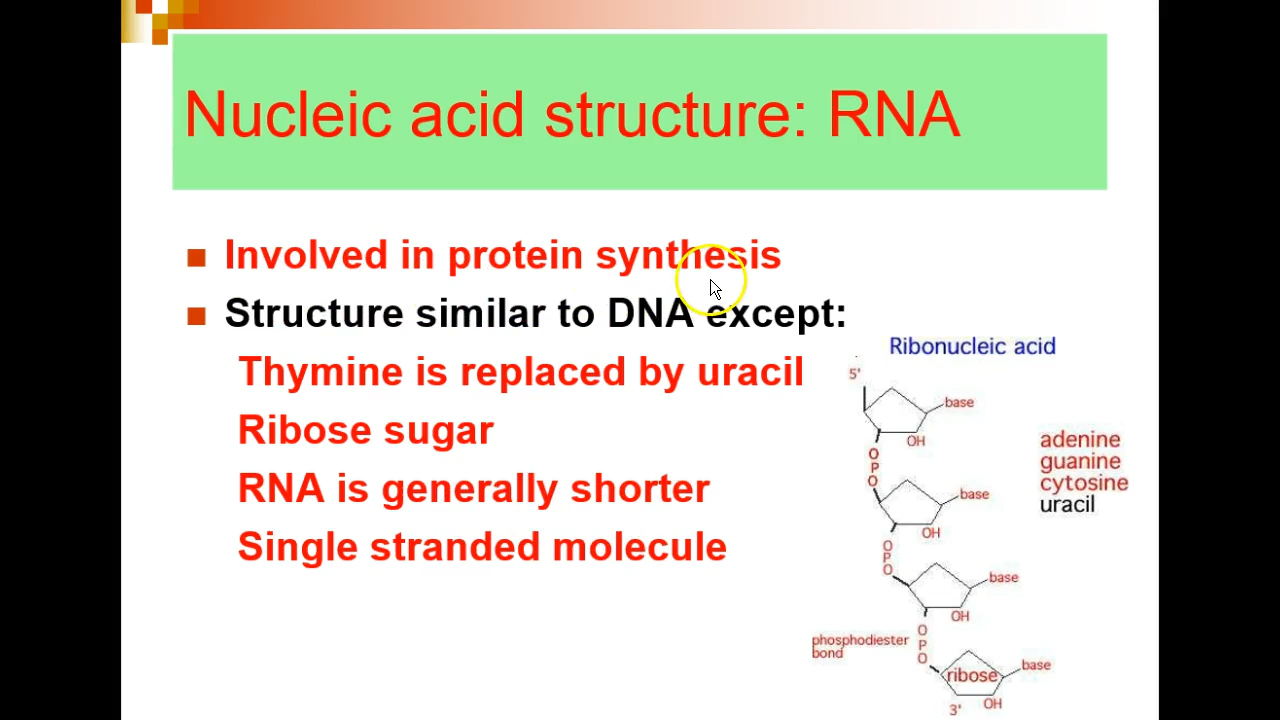 Nucleic acid structure: RNA
Involved in protein synthesis
Structure similar to DNA except:
Thymine is replaced by uracil
Ribose sugar
RNA is generally shorter
Single stranded molecule
Ribonucleic acid
5'
base
OH
O
P
O
base
OH
O
P
O
base
OH
O
P
O
phosphodiester
bond
base
ribose
OH
3'
adenine
guanine
cytosine
uracil